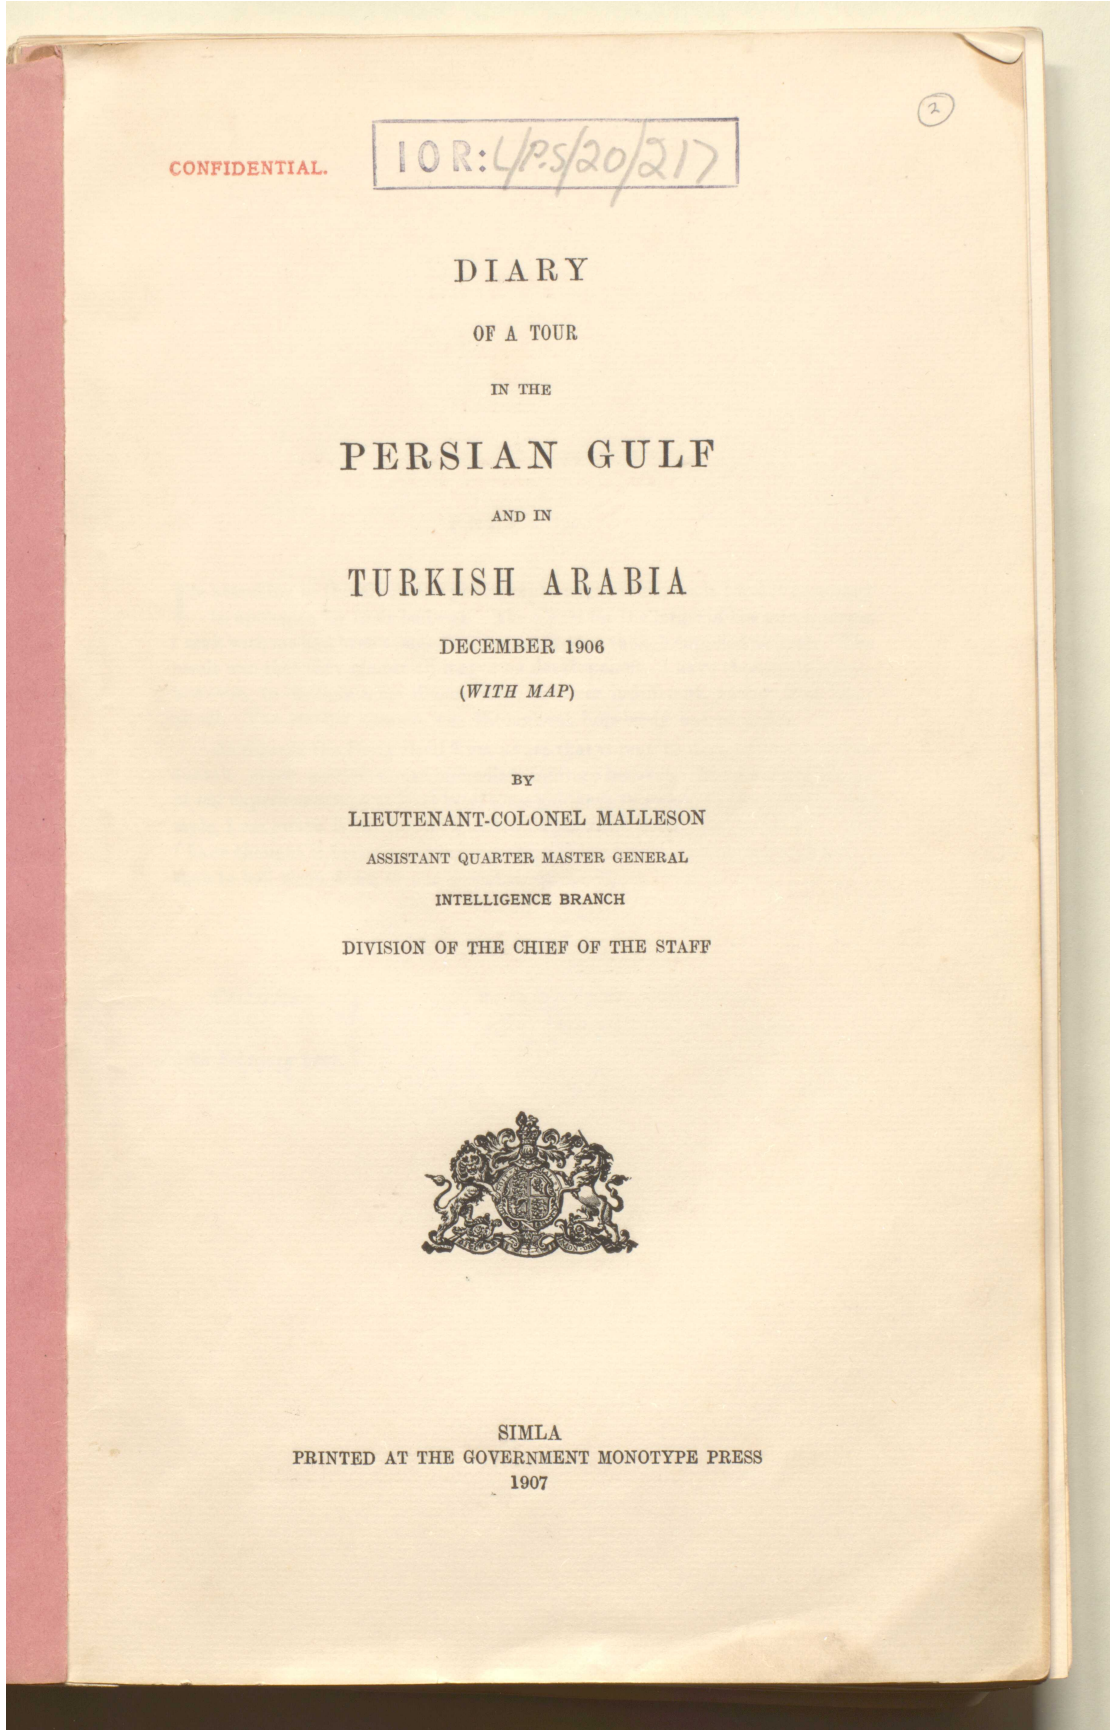 2
CONFIDENTIAL.
IOR: L/P.S/20/217
DIARY
OF A TOUR
IN THE
PERSIAN GULF
AND IN
TURKISH ARABIA
DECEMBER 1906
(WITH MAP)
BY
LIEUTENANT-COLONEL MALLESON
ASSISTANT QUARTER MASTER GENERAL
INTELLIGENCE BRANCH
DIVISION OF THE CHIEF OF THE STAFF
SIMLA
PRINTED AT THE GOVERNMENT MONOTYPE PRESS
1907